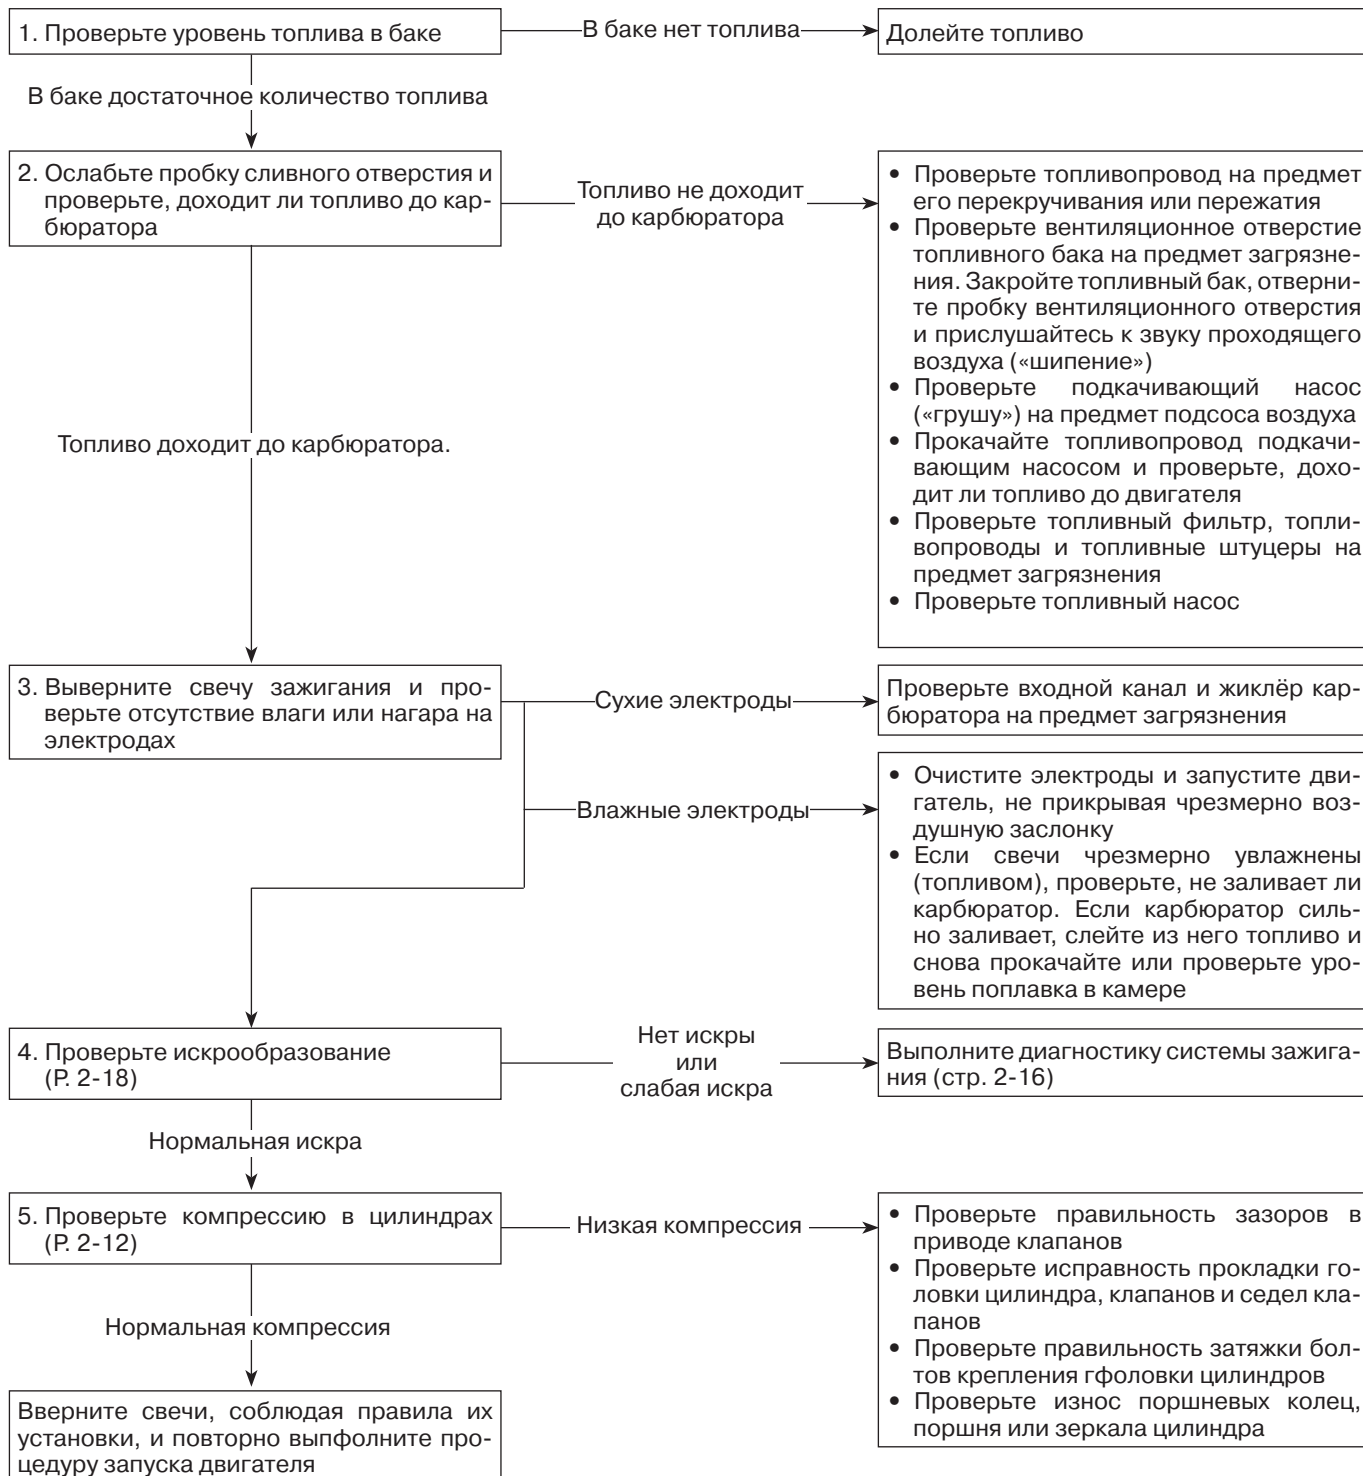 1. Проверьте уровень топлива в баке
В баке нет топлива
Долейте топливо
В баке достаточное количество топлива
2. Ослабьте пробку сливного отверстия и
проверьте, доходит ли топливо до кар-
бюратора
Топливо не доходит
до карбюратора
• Проверьте топливопровод на предмет
его перекручивания или пережатия
• Проверьте вентиляционное отверстие
топливного бака на предмет загрязне-
ния. Закройте топливный бак, отверни-
те пробку вентиляционного отверстия
и прислушайтесь к звуку проходящего
воздуха («шипение»)
• Проверьте подкачивающий насос
(«грушу») на предмет подсоса воздуха
• Прокачайте топливопровод подкачи-
вающим насосом и проверьте, дохо-
дит ли топливо до двигателя
• Проверьте топливный фильтр, топли-
вопроводы и топливные штуцеры на
предмет загрязнения
• Проверьте топливный насос
Топливо доходит до карбюратора.
3. Выверните свечу зажигания и про-
верьте отсутствие влаги или нагара на
электродах
Сухие электроды
Проверьте входной канал и жиклёр кар-
бюратора на предмет загрязнения
Влажные электроды
• Очистите электроды и запустите дви-
гатель, не прикрывая чрезмерно воз-
душную заслонку
• Если свечи чрезмерно увлажнены
(топливом), проверьте, не заливает ли
карбюратор. Если карбюратор силь-
но заливает, слейте из него топливо и
снова прокачайте или проверьте уро-
вень поплавка в камере
4. Проверьте искрообразование
(P. 2-18)
Нет искры
или
слабая искра
Выполните диагностику системы зажига-
ния (стр. 2-16)
Нормальная искра
5. Проверьте компрессию в цилиндрах
(P. 2-12)
Низкая компрессия
• Проверьте правильность зазоров в
приводе клапанов
• Проверьте исправность прокладки го-
ловки цилиндра, клапанов и седел кла-
панов
• Проверьте правильность затяжки бол-
тов крепления гфоловки цилиндров
• Проверьте износ поршневых колец,
поршня или зеркала цилиндра
Нормальная компрессия
Вверните свечи, соблюдая правила их
установки, и повторно выпфолните про-
цедуру запуска двигателя